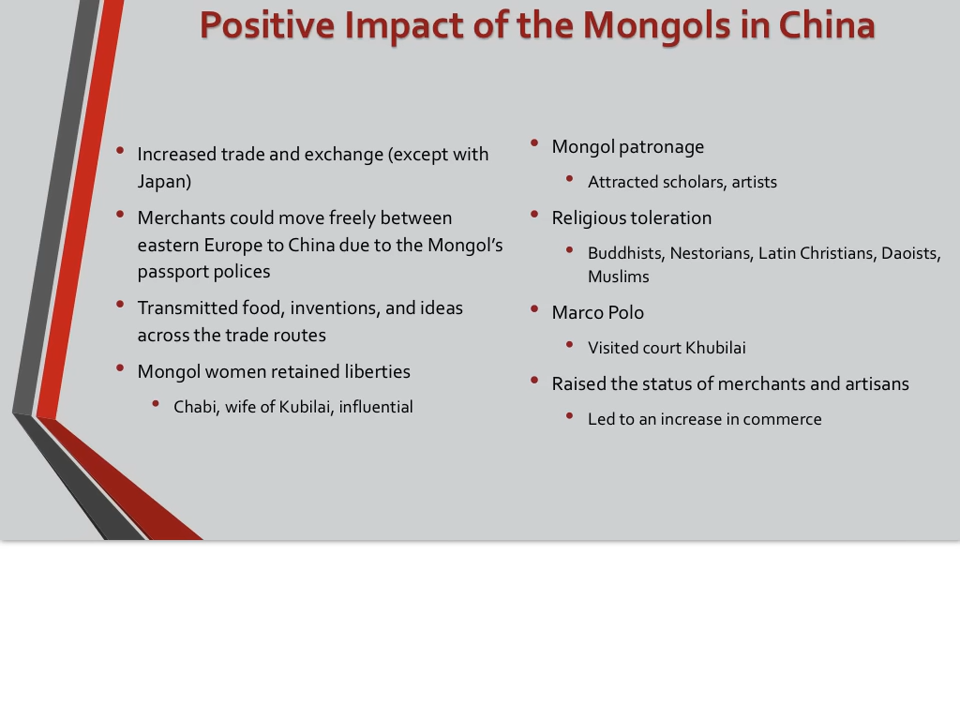 Positive Impact of the Mongols in China
• Increased trade and exchange (except with
Japan)
• Merchants could move freely between
eastern Europe to China due to the Mongol’s
passport polices
• Transmitted food, inventions, and ideas
across the trade routes
• Mongol women retained liberties
• Chabi, wife of Kubilai, influential
• Mongol patronage
• Attracted scholars, artists
• Religious toleration
• Buddhists, Nestorians, Latin Christians, Daoists,
Muslims
• Marco Polo
• Visited court Khubilai
• Raised the status of merchants and artisans
• Led to an increase in commerce